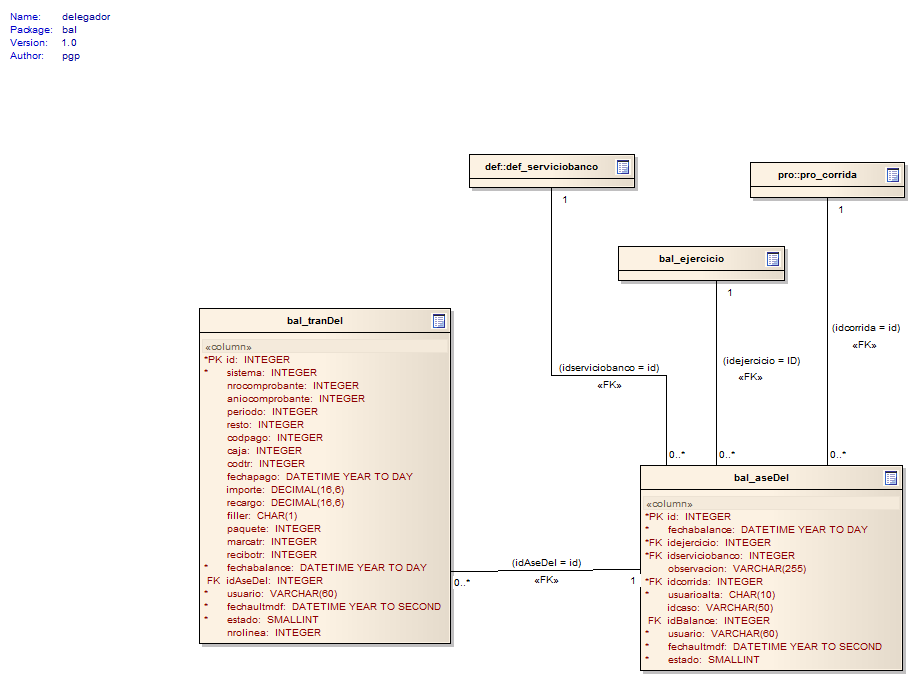 Name: delegador
Package: bal
Version: 1.0
Author: pgp
def::def_serviciobanco
1
pro::pro_corrida
1
bal_ejercicio
1
(idcorrida = id)
«FK»
(idejercicio = ID)
«FK»
(idserviciobanco = id)
«FK»
0..*
0..*
0..*
bal_tranDel
«column»
*PK id: INTEGER
* sistema: INTEGER
nrocomprobante: INTEGER
aniocomprobante: INTEGER
periodo: INTEGER
resto: INTEGER
codpago: INTEGER
caja: INTEGER
codtr: INTEGER
fechapago: DATETIME YEAR TO DAY
importe: DECIMAL(16,6)
recargo: DECIMAL(16,6)
filler: CHAR(1)
paquete: INTEGER
marcatr: INTEGER
recibotr: INTEGER
* fechabalance: DATETIME YEAR TO DAY
FK idAseDel: INTEGER
* usuario: VARCHAR(60)
* fechaultmdf: DATETIME YEAR TO SECOND
* estado: SMALLINT
nrolinea: INTEGER
(idAseDel = id)
0..*
«FK»
1
bal_aseDel
«column»
*PK id: INTEGER
* fechabalance: DATETIME YEAR TO DAY
*FK idejercicio: INTEGER
*FK idserviciobanco: INTEGER
observacion: VARCHAR(255)
*FK idcorrida: INTEGER
* usuarioalta: CHAR(10)
idcaso: VARCHAR(50)
FK idBalance: INTEGER
* usuario: VARCHAR(60)
* fechaultmdf: DATETIME YEAR TO SECOND
* estado: SMALLINT